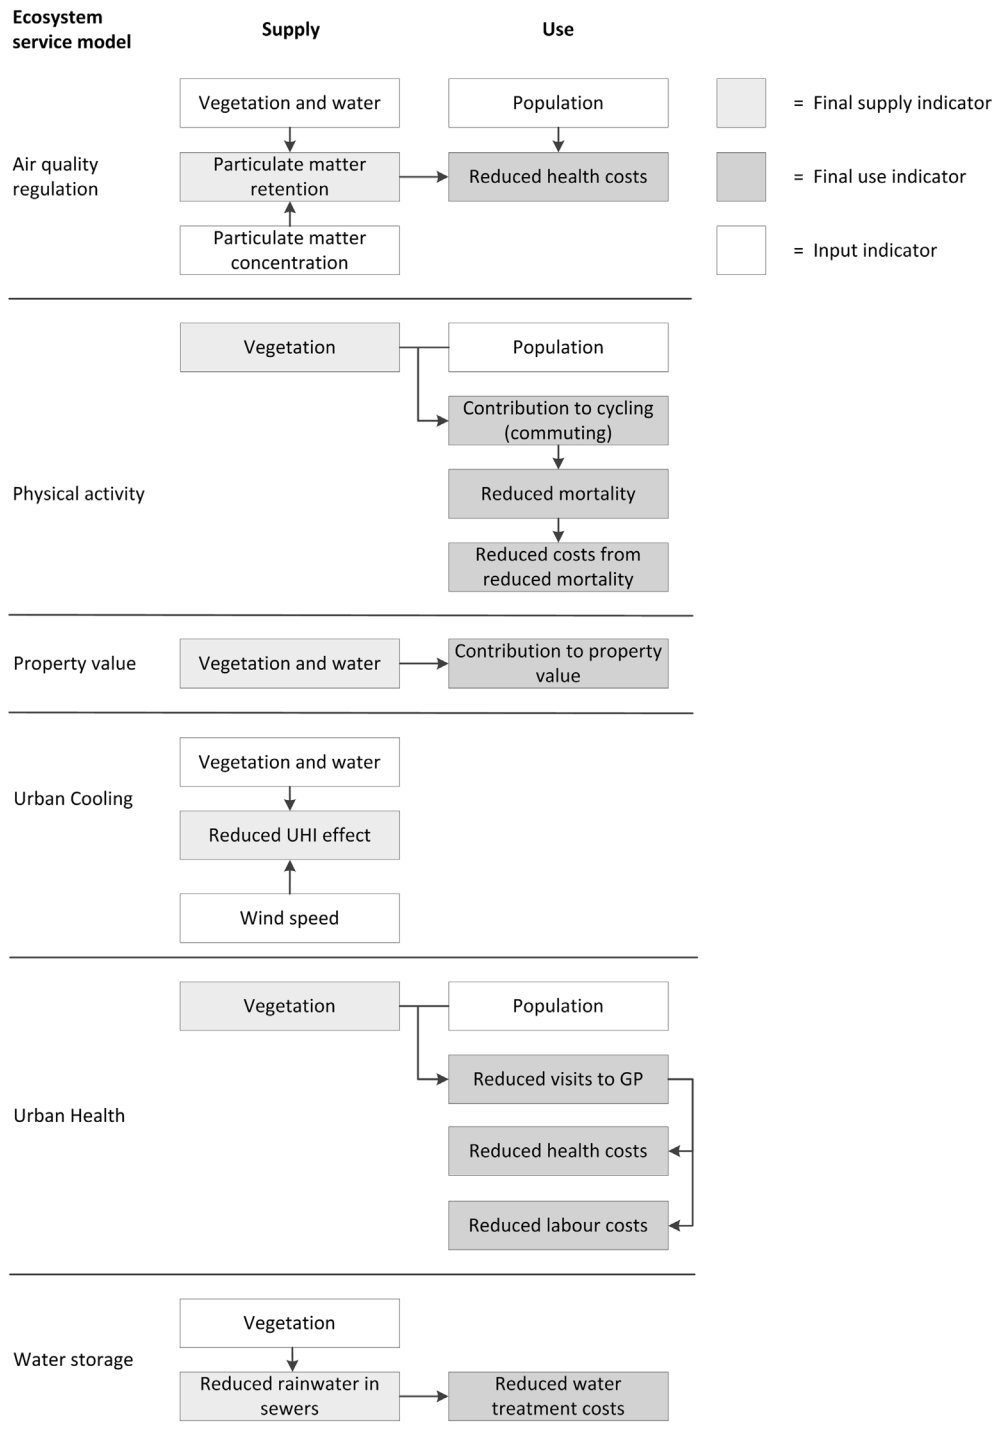 Ecosystem
service model
Supply
Use
Vegetation and water
Population
= Final supply indicator
Air quality
regulation
Particulate matter
retention
Reduced health costs
= Final use indicator
Particulate matter
concentration
= Input indicator
Vegetation
Population
Contribution to cycling
(commuting)
Physical activity
Reduced mortality
Reduced costs from
reduced mortality
Property value
Vegetation and water
Contribution to property
value
Vegetation and water
Urban Cooling
Reduced UHI effect
Wind speed
Vegetation
Population
Reduced visits to GP
Urban Health
Reduced health costs
Reduced labour costs
Vegetation
Water storage
Reduced rainwater in
sewers
Reduced water
treatment costs